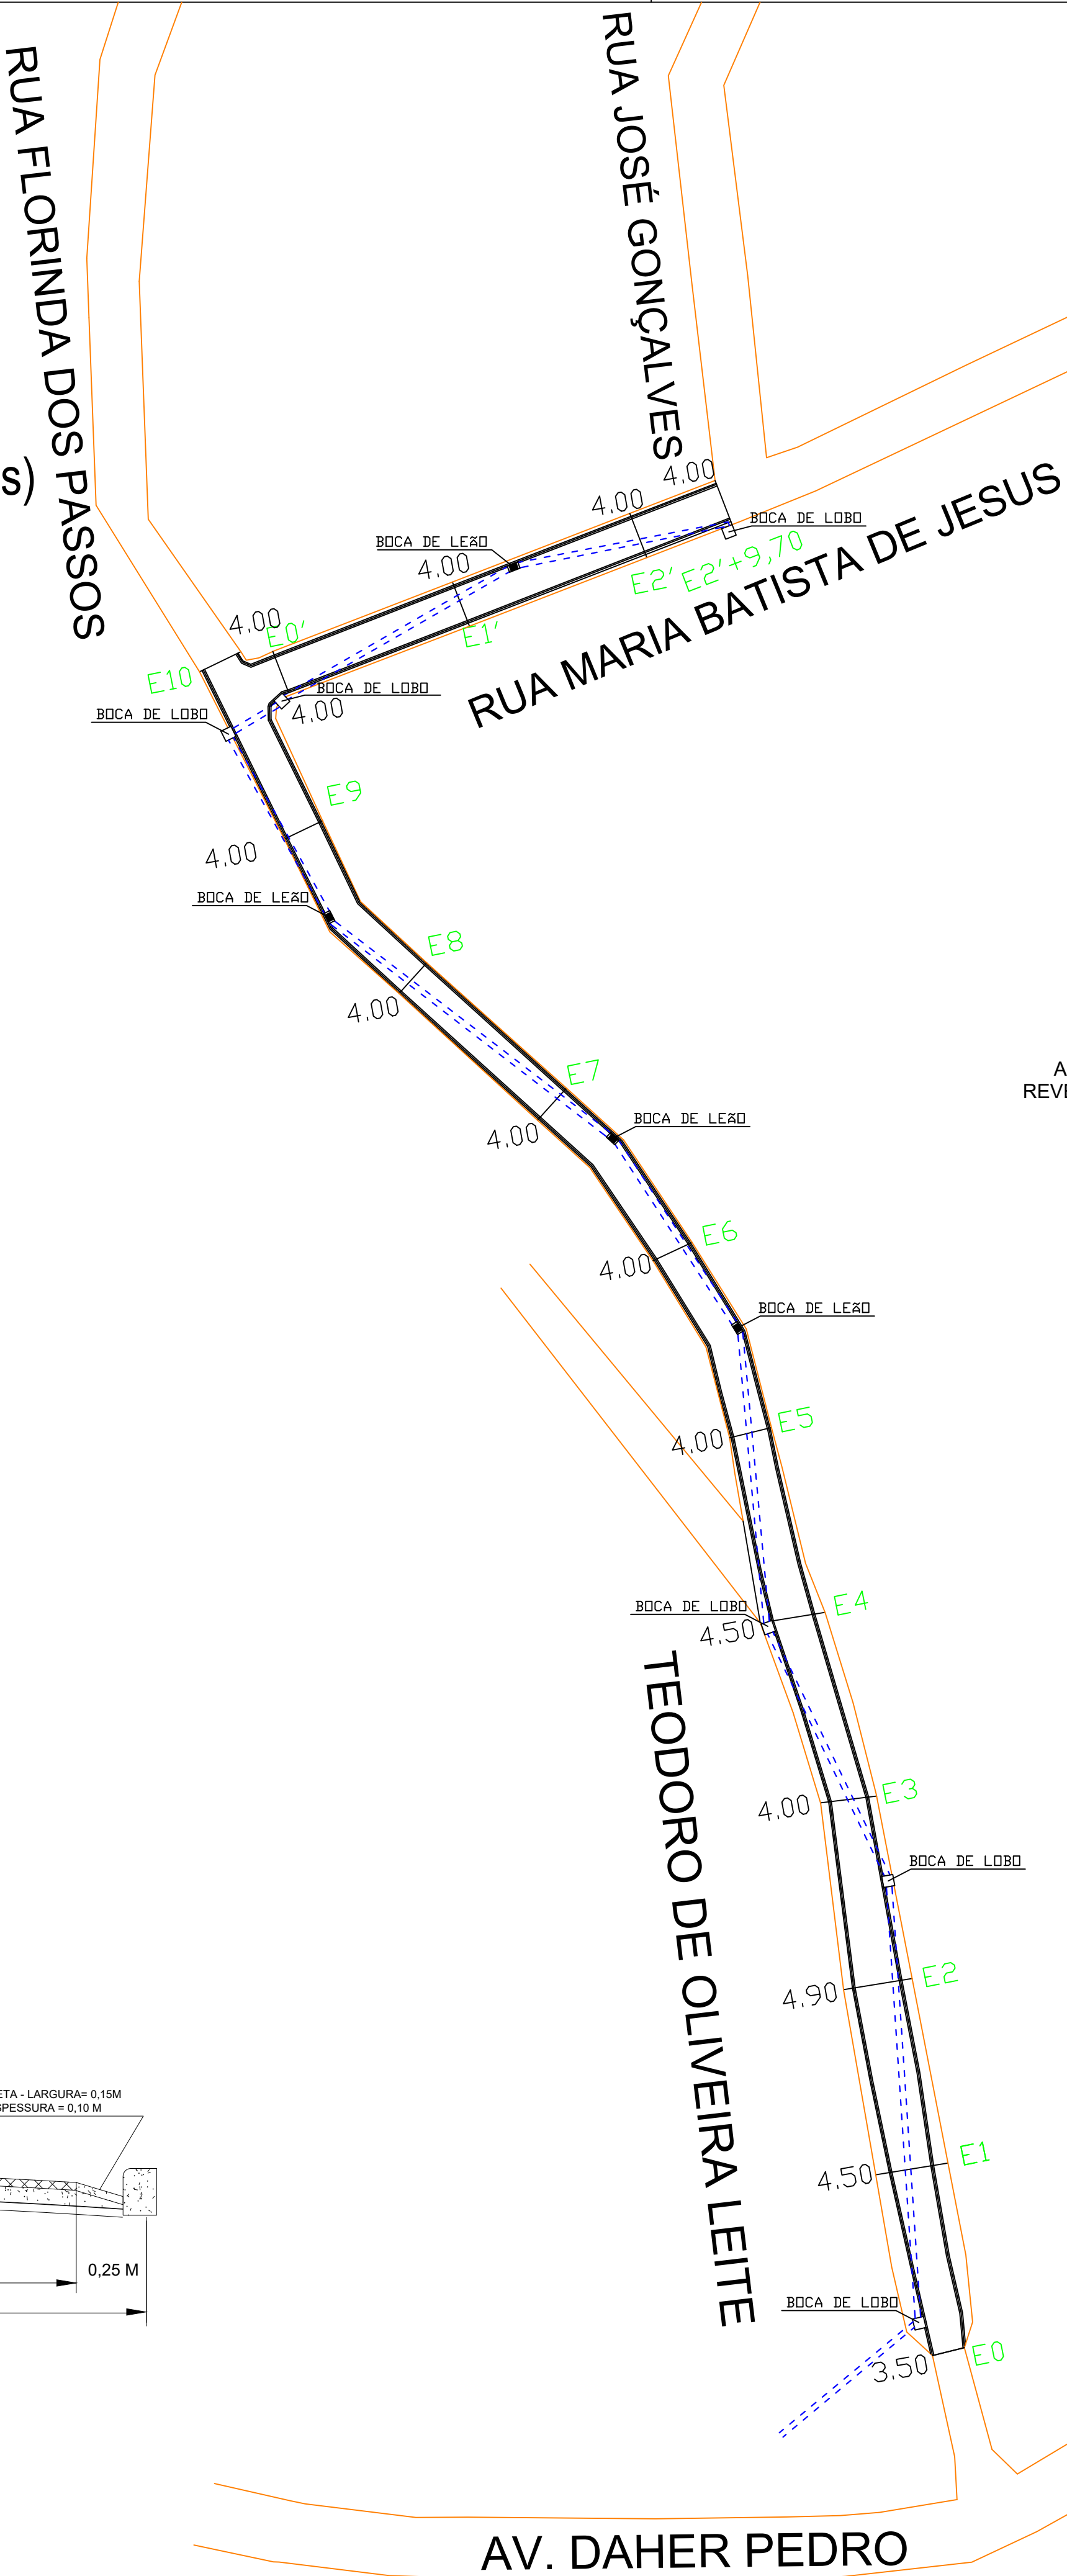 RUA FLORINDA DOS PASSOS
RUA JOSÉ GONÇALVES
s)
4.00
4.00
BOCA DE LOBO
BOCA DE LEÃO
4.00
E2'
E2'+9,70
RUA MARIA BATISTA DE JESUS
4.00
E0'
E1'
E10
BOCA DE LOBO
4.00
BOCA DE LOBO
E9
4.00
BOCA DE LEÃO
E8
4.00
A
REVE
E7
BOCA DE LEÃO
4.00
E6
4.00
BOCA DE LEÃO
E5
4.00
E4
BOCA DE LOBO
4.50
TEODORO DE OLIVEIRA LEITE
E3
4.00
BOCA DE LOBO
E2
4.90
ETA - LARGURA= 0,15M
SPESSURA = 0,10 M
E1
4.50
0,25 M
BOCA DE LOBO
E0
3.50
AV. DAHER PEDRO